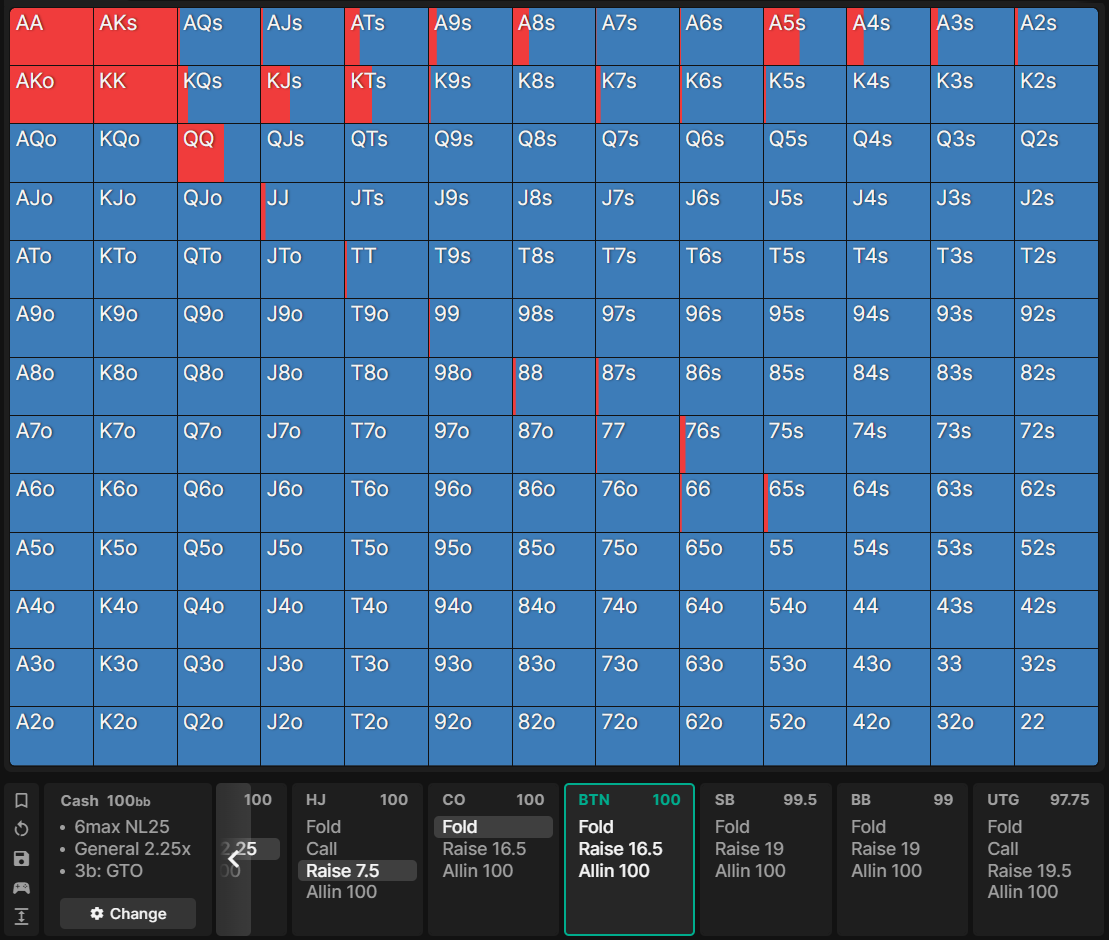 AA AKs AQs AJs ATs A9s A8s A7s A6s A5s A4s A3s A2s
AKo KK KQs KJs KTs K9s K8s K7s K6s K5s K4s K3s K2s
AQo KQo QQ QJs QTs Q9s Q8s Q7s Q6s Q5s Q4s Q3s Q2s
AJo KJo QJo JJ JTs J9s J8s J7s J6s J5s J4s J3s J2s
ATo KTo QTo JTo TT T9s T8s T7s T6s T5s T4s T3s T2s
A9o K9o Q9o J9o T9o 99 98s 97s 96s 95s 94s 93s 92s
A8o K8o Q8o J8o T8o 98o 88 87s 86s 85s 84s 83s 82s
A7o K7o Q7o J7o T7o 97o 87o 77 76s 75s 74s 73s 72s
A6o K6o Q6o J6o T6o 96o 86o 76o 66 65s 64s 63s 62s
A5o K5o Q5o J5o T5o 95o 85o 75o 65o 55 54s 53s 52s
A4o K4o Q4o J4o T4o 94o 84o 74o 64o 54o 44 43s 42s
A3o K3o Q3o J3o T3o 93o 83o 73o 63o 53o 43o 33 32s
A2o K2o Q2o J2o T2o 92o 82o 72o 62o 52o 42o 32o 22
Cash 100bb
• 6max NL25
• General 2.25x
• 3b: GTO
Change
100
2.25
00
HJ 100
Fold
Call
Raise 7.5
Allin 100
CO 100
Fold
Raise 16.5
Allin 100
BTN 100
Fold
Raise 16.5
Allin 100
SB 99.5
Fold
Raise 19
Allin 100
BB 99
Fold
Raise 19
Allin 100
UTG 97.75
Fold
Call
Raise 19.5
Allin 100